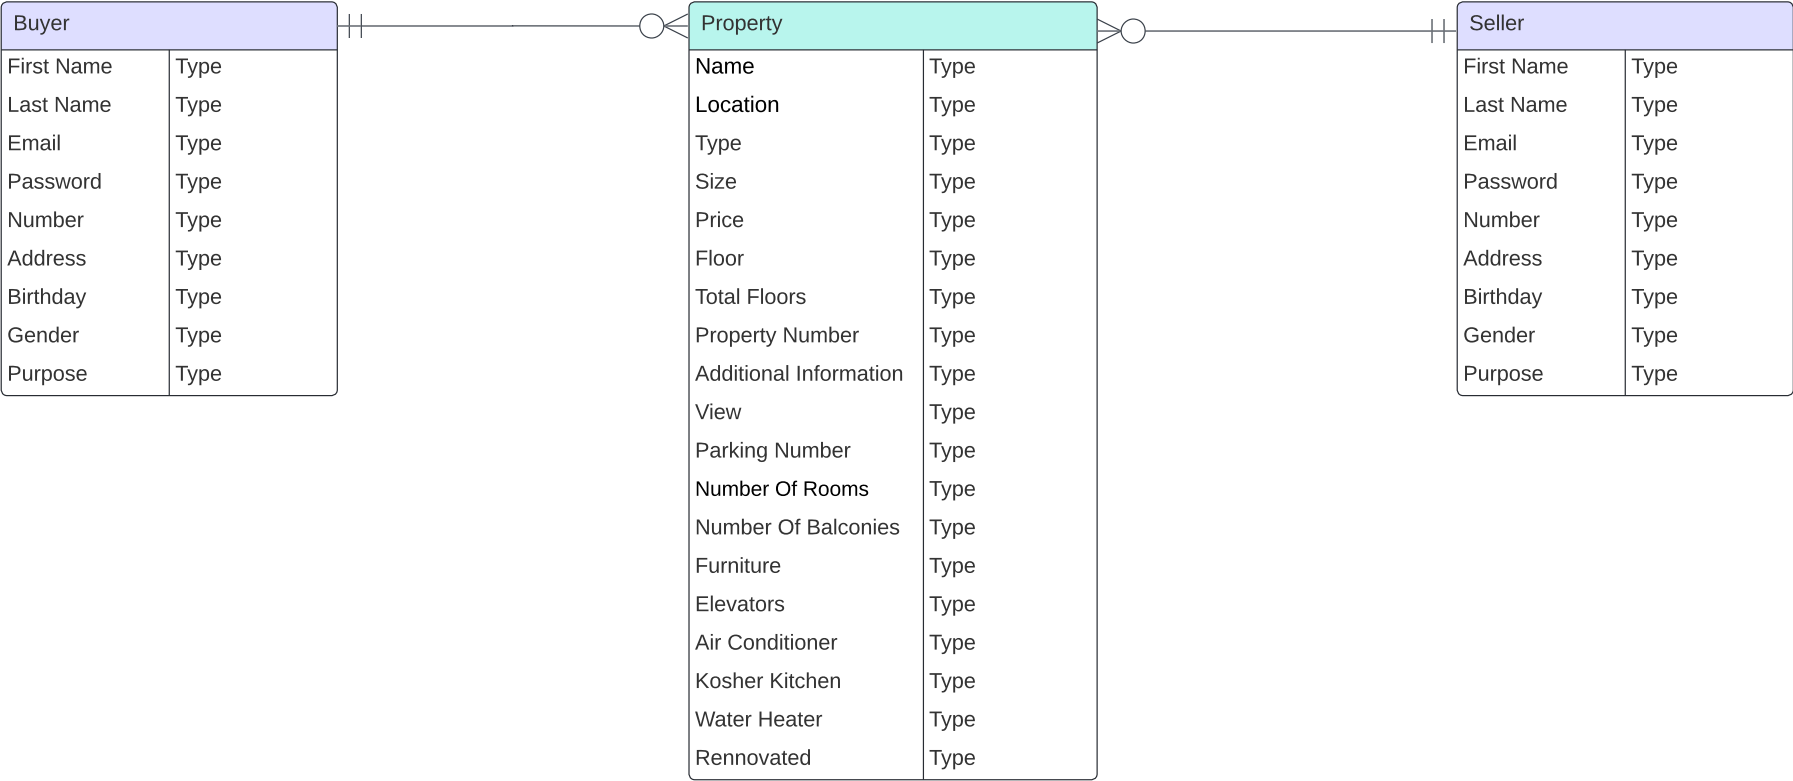 Buyer
First Name Type
Last Name Type
Email Type
Password Type
Number Type
Address Type
Birthday Type
Gender Type
Purpose Type
Property
Name Type
Location Type
Type Type
Size Type
Price Type
Floor Type
Total Floors Type
Property Number Type
Additional Information Type
View Type
Parking Number Type
Number Of Rooms Type
Number Of Balconies Type
Furniture Type
Elevators Type
Air Conditioner Type
Kosher Kitchen Type
Water Heater Type
Rennovated Type
Seller
First Name Type
Last Name Type
Email Type
Password Type
Number Type
Address Type
Birthday Type
Gender Type
Purpose Type